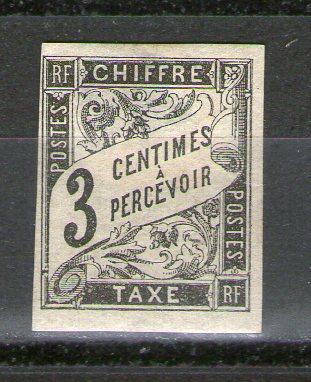 RF CHIFFRE
POSTES
3 CENTIMES
À
PERCEVOIR
POSTES
TAXE RF